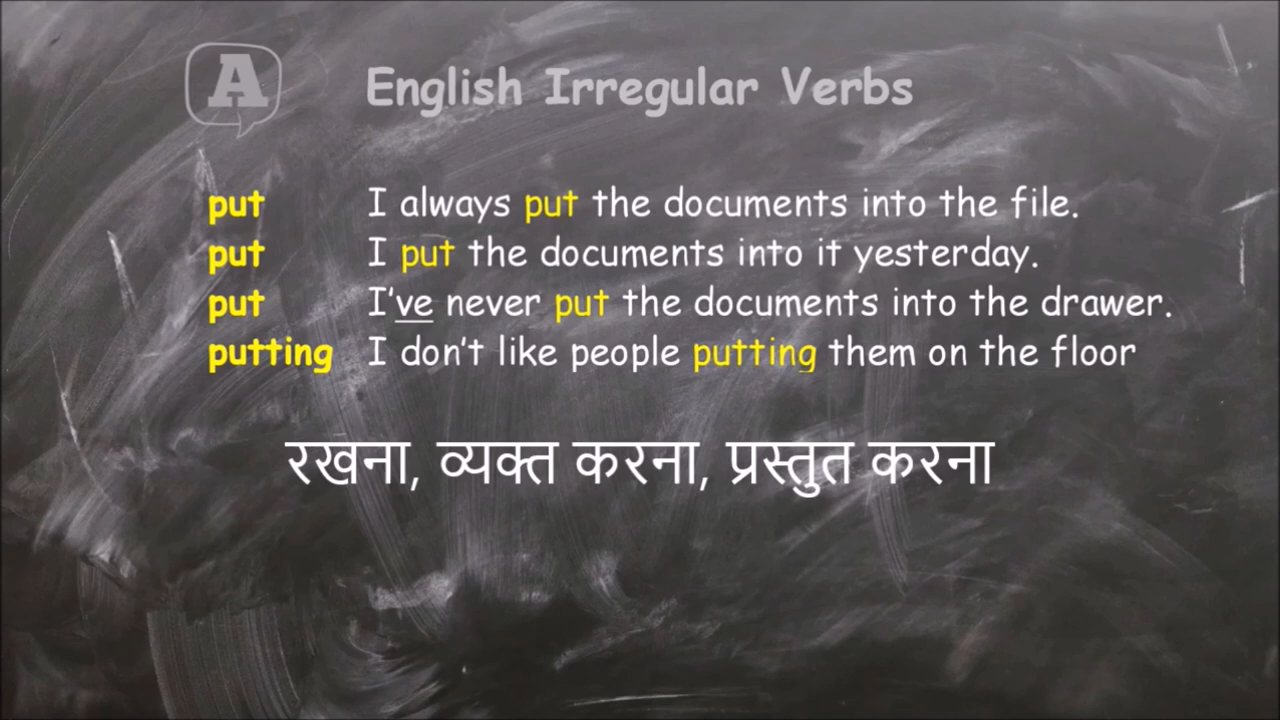 A English Irregular Verbs
put I always put the documents into the file.
put I put the documents into it yesterday.
put I've never put the documents into the drawer.
putting I don't like people putting them on the floor
रखना, व्यक्त करना, प्रस्तुत करना